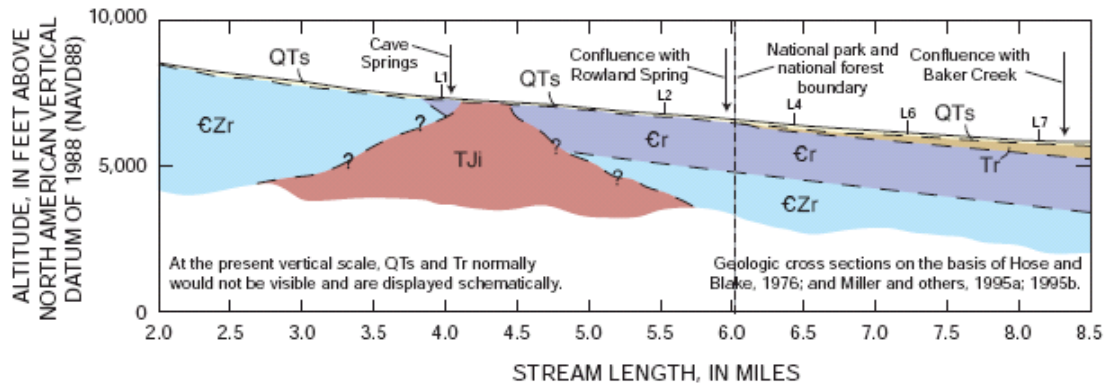 ALTITUDE, IN FEET ABOVE
NORTH AMERICAN VERTICAL
DATUM OF 1988 (NAVD88)
10,000
5,000
0
QTs
Cave
Springs
L1
QTs
Confluence with
Rowland Spring
L2
National park and
national forest
boundary
L4
Confluence with
Baker Creek
L6
QTs
L7
€Zr
?
?
TJi
?
?
€r
€r
Tr
€Zr
At the present vertical scale, QTs and Tr normally
would not be visible and are displayed schematically.
Geologic cross sections on the basis of Hose and
Blake, 1976; and Miller and others, 1995a; 1995b.
2.0 2.5 3.0 3.5 4.0 4.5 5.0 5.5 6.0 6.5 7.0 7.5 8.0 8.5
STREAM LENGTH, IN MILES